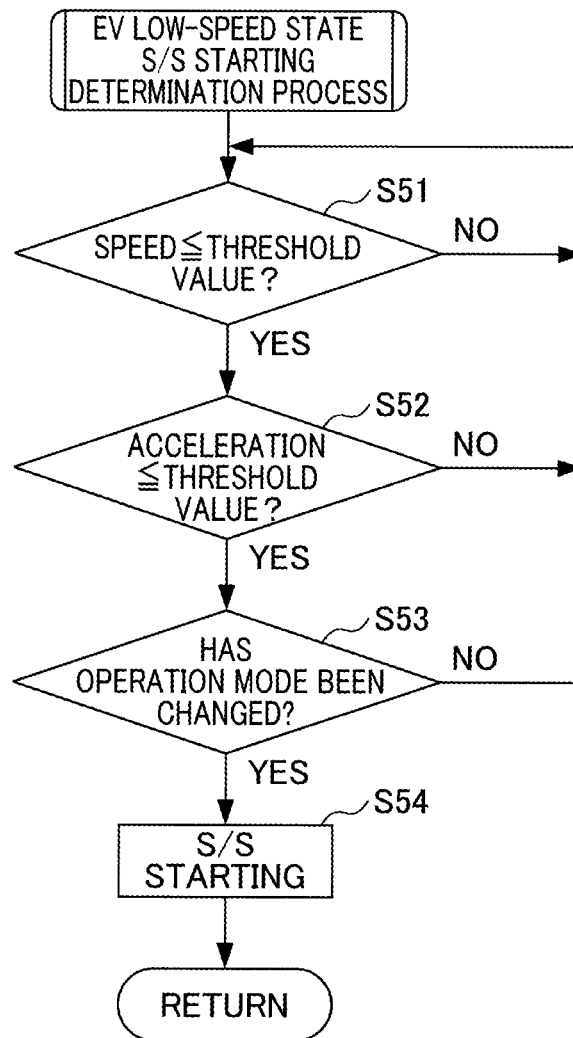 EV LOW-SPEED STATE
S/S STARTING
DETERMINATION PROCESS
S51
SPEED≦THRESHOLD
VALUE?
NO
YES
S52
ACCELERATION
≦THRESHOLD
VALUE?
NO
YES
S53
HAS
OPERATION MODE BEEN
CHANGED?
NO
YES
S54
S/S
STARTING
RETURN